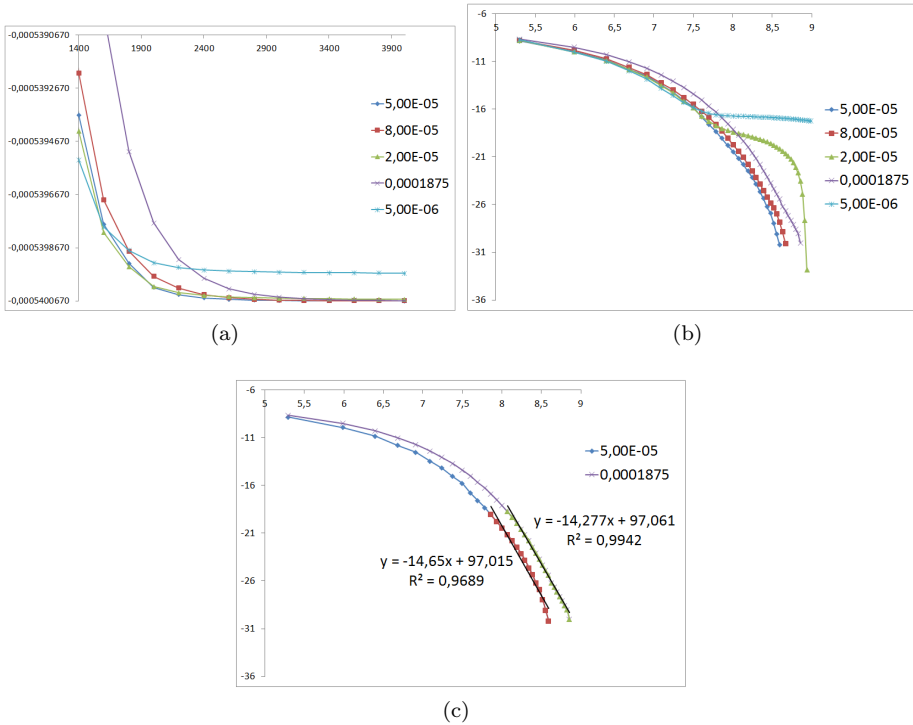 -0,0005390670
1400 1900 2400 2900 3400 3900
-0,0005392670
-0,0005394670
-0,0005396670
-0,0005398670
-0,0005400670
5,00E-05
8,00E-05
2,00E-05
0,0001875
5,00E-06
(a)
-6
5 5,5 6 6,5 7 7,5 8 8,5 9
-11
-16
-21
-26
-31
-36
5,00E-05
8,00E-05
2,00E-05
0,0001875
5,00E-06
(b)
-6
5 5,5 6 6,5 7 7,5 8 8,5 9
-11
-16
-21
-26
-31
-36
5,00E-05
0,0001875
y = -14,277x + 97,061
R² = 0,9942
y = -14,65x + 97,015
R² = 0,9689
(c)